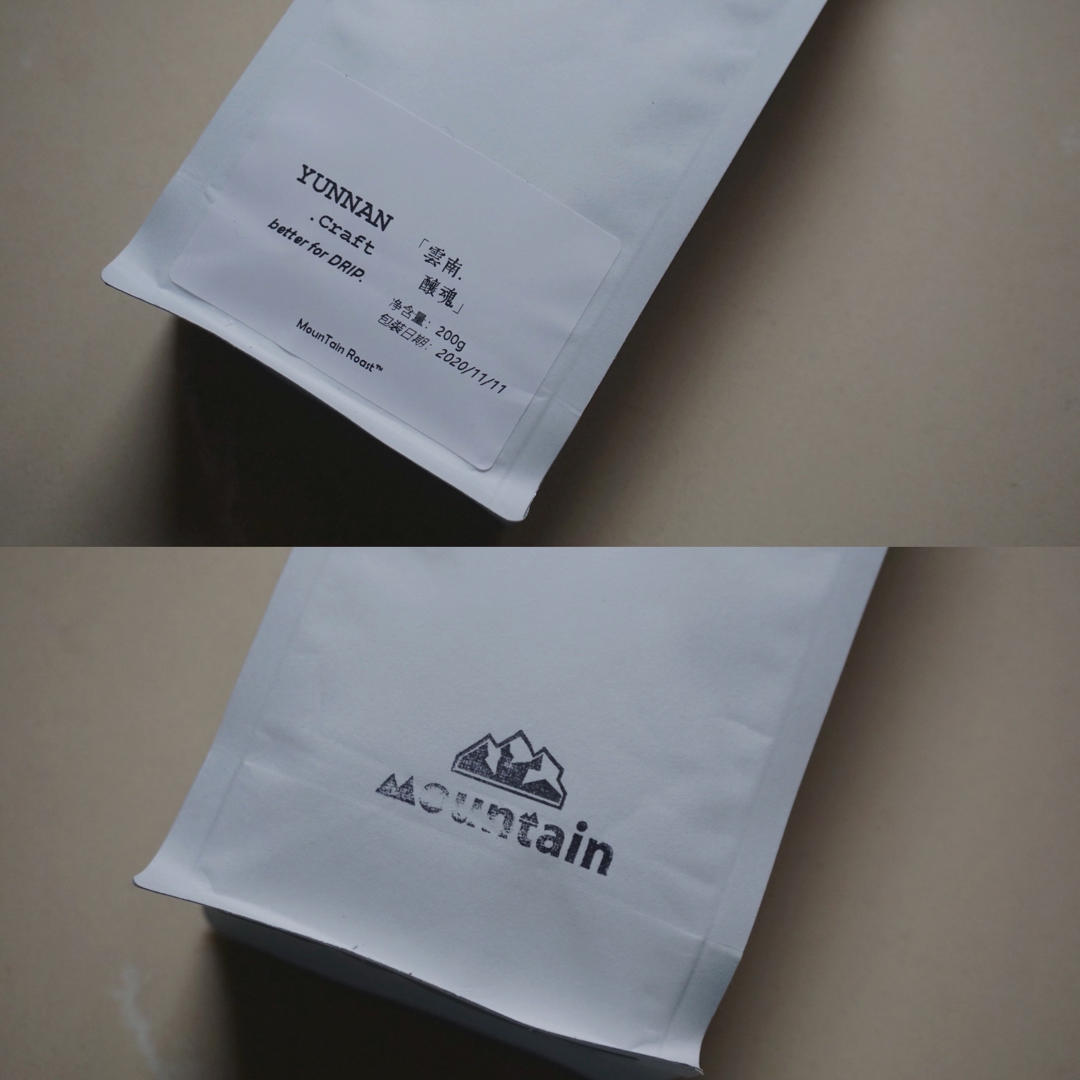 YUNNAN
.Craft
better for DRIP.
「雲南.
釀魂」
净含量：200g
包装日期：2020/11/11
MounTain Roast™
mountain